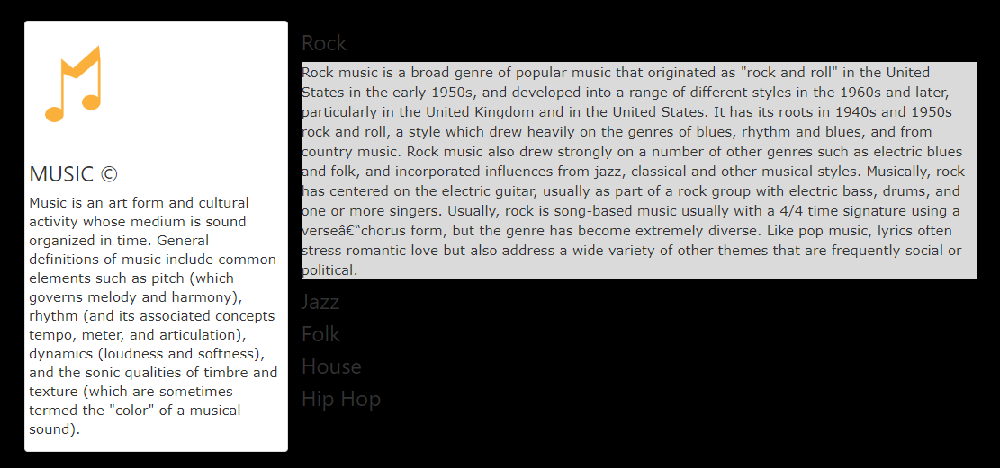 MUSIC ©
Music is an art form and cultural
activity whose medium is sound
organized in time. General
definitions of music include common
elements such as pitch (which
governs melody and harmony),
rhythm (and its associated concepts
tempo, meter, and articulation),
dynamics (loudness and softness),
and the sonic qualities of timbre and
texture (which are sometimes
termed the "color" of a musical
sound).
Rock
Rock music is a broad genre of popular music that originated as "rock and roll" in the United
States in the early 1950s, and developed into a range of different styles in the 1960s and later,
particularly in the United Kingdom and in the United States. It has its roots in 1940s and 1950s
rock and roll, a style which drew heavily on the genres of blues, rhythm and blues, and from
country music. Rock music also drew strongly on a number of other genres such as electric blues
and folk, and incorporated influences from jazz, classical and other musical styles. Musically, rock
has centered on the electric guitar, usually as part of a rock group with electric bass, drums, and
one or more singers. Usually, rock is song-based music usually with a 4/4 time signature using a
verseâ€“chorus form, but the genre has become extremely diverse. Like pop music, lyrics often
stress romantic love but also address a wide variety of other themes that are frequently social or
political.
Jazz
Folk
House
Hip Hop